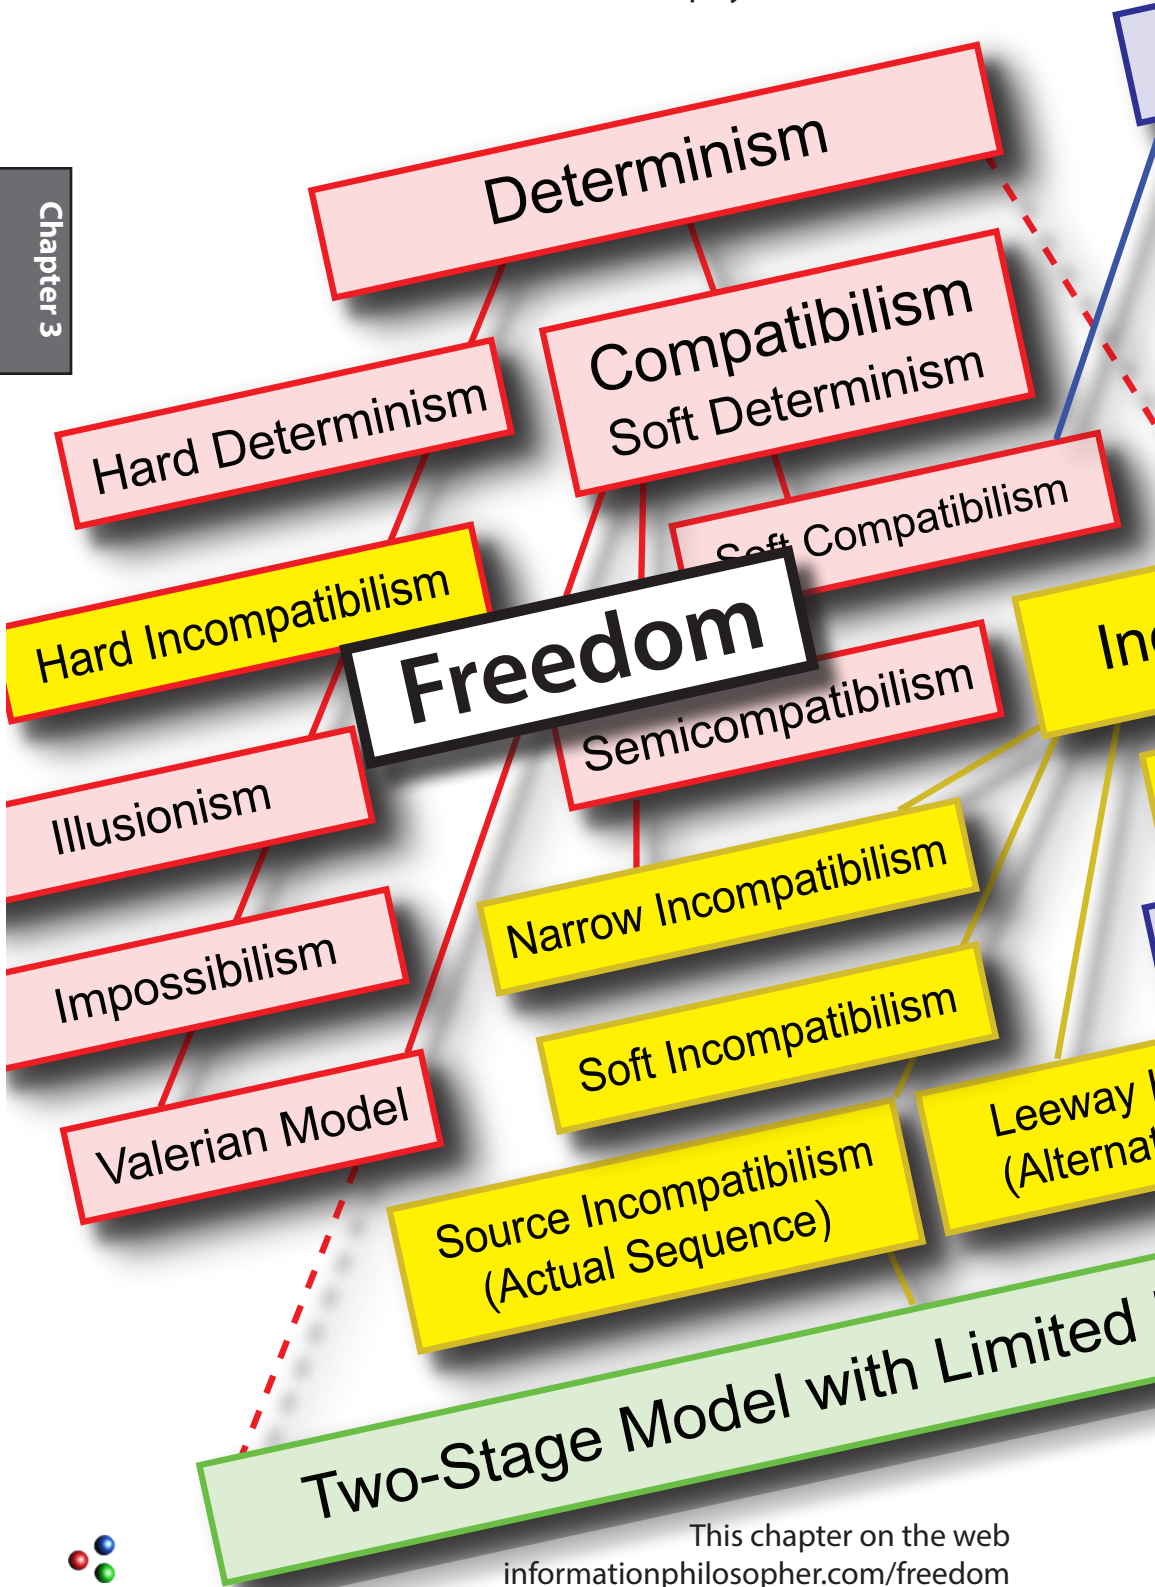 Chapter 3
Determinism
Compatibilism
Soft Determinism
Hard Determinism
Soft Compatibilism
Hard Incompatibilism
Freedom
Semicompatibilism
Illusionism
Narrow Incompatibilism
Impossibilism
Soft Incompatibilism
Valerian Model
Leeway
Source Incompatibilism
(Actual Sequence)
Two-Stage Model with Limited
This chapter on the web
informationphilosopher.com/freedom